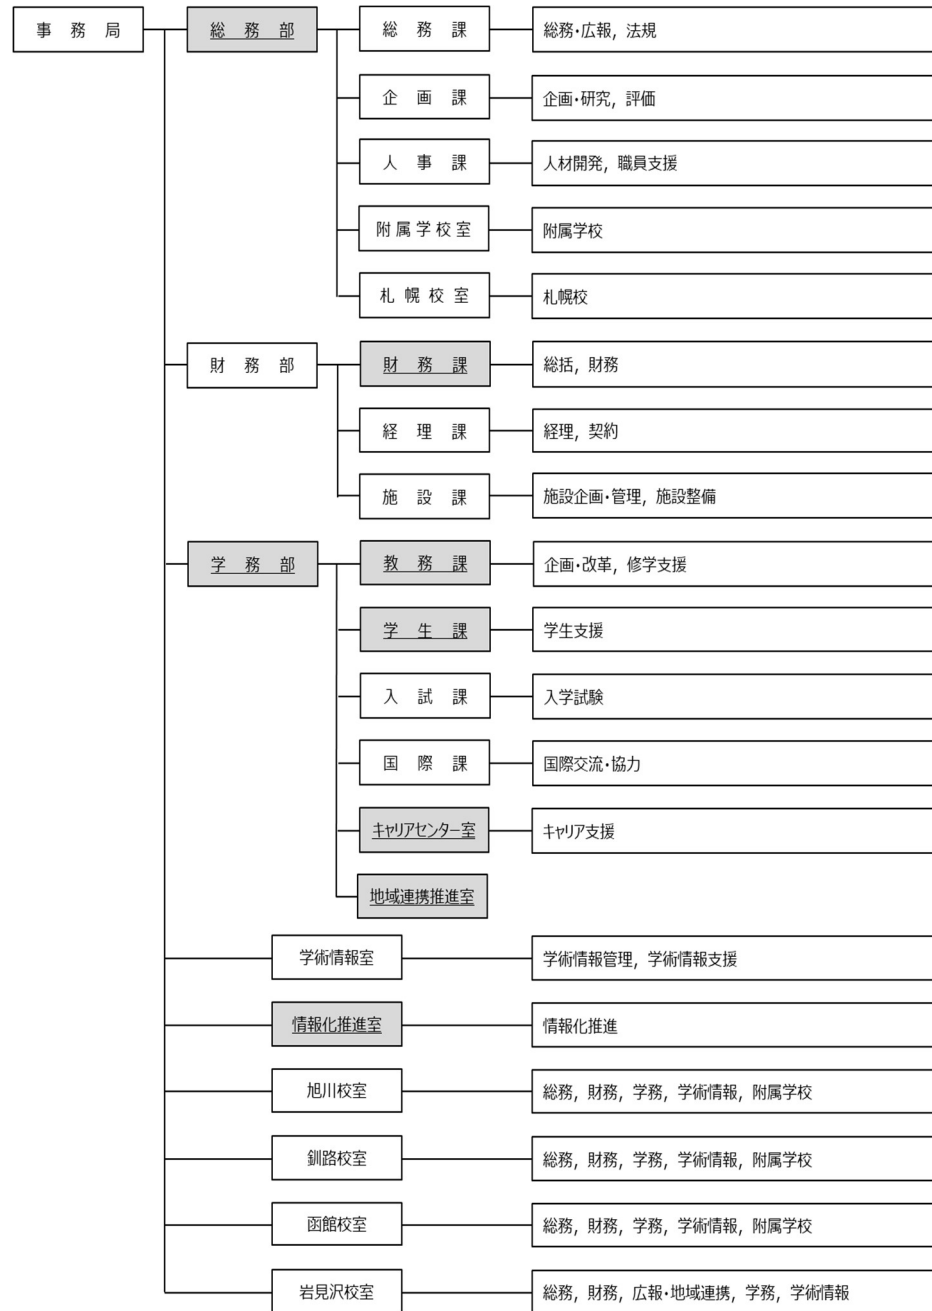 事務局
総務部
総務課
総務・広報，法規
企画課
企画・研究，評価
人事課
人材開発，職員支援
附属学校室
附属学校
札幌校室
札幌校
財務部
財務課
総括，財務
経理課
経理，契約
施設課
施設企画・管理，施設整備
学務部
教務課
企画・改革，修学支援
学生課
学生支援
入試課
入学試験
国際課
国際交流・協力
キャリアセンター室
キャリア支援
地域連携推進室
学術情報室
学術情報管理，学術情報支援
情報化推進室
情報化推進
旭川校室
総務，財務，学務，学術情報，附属学校
釧路校室
総務，財務，学務，学術情報，附属学校
函館校室
総務，財務，学務，学術情報，附属学校
岩見沢校室
総務，財務，広報・地域連携，学務，学術情報